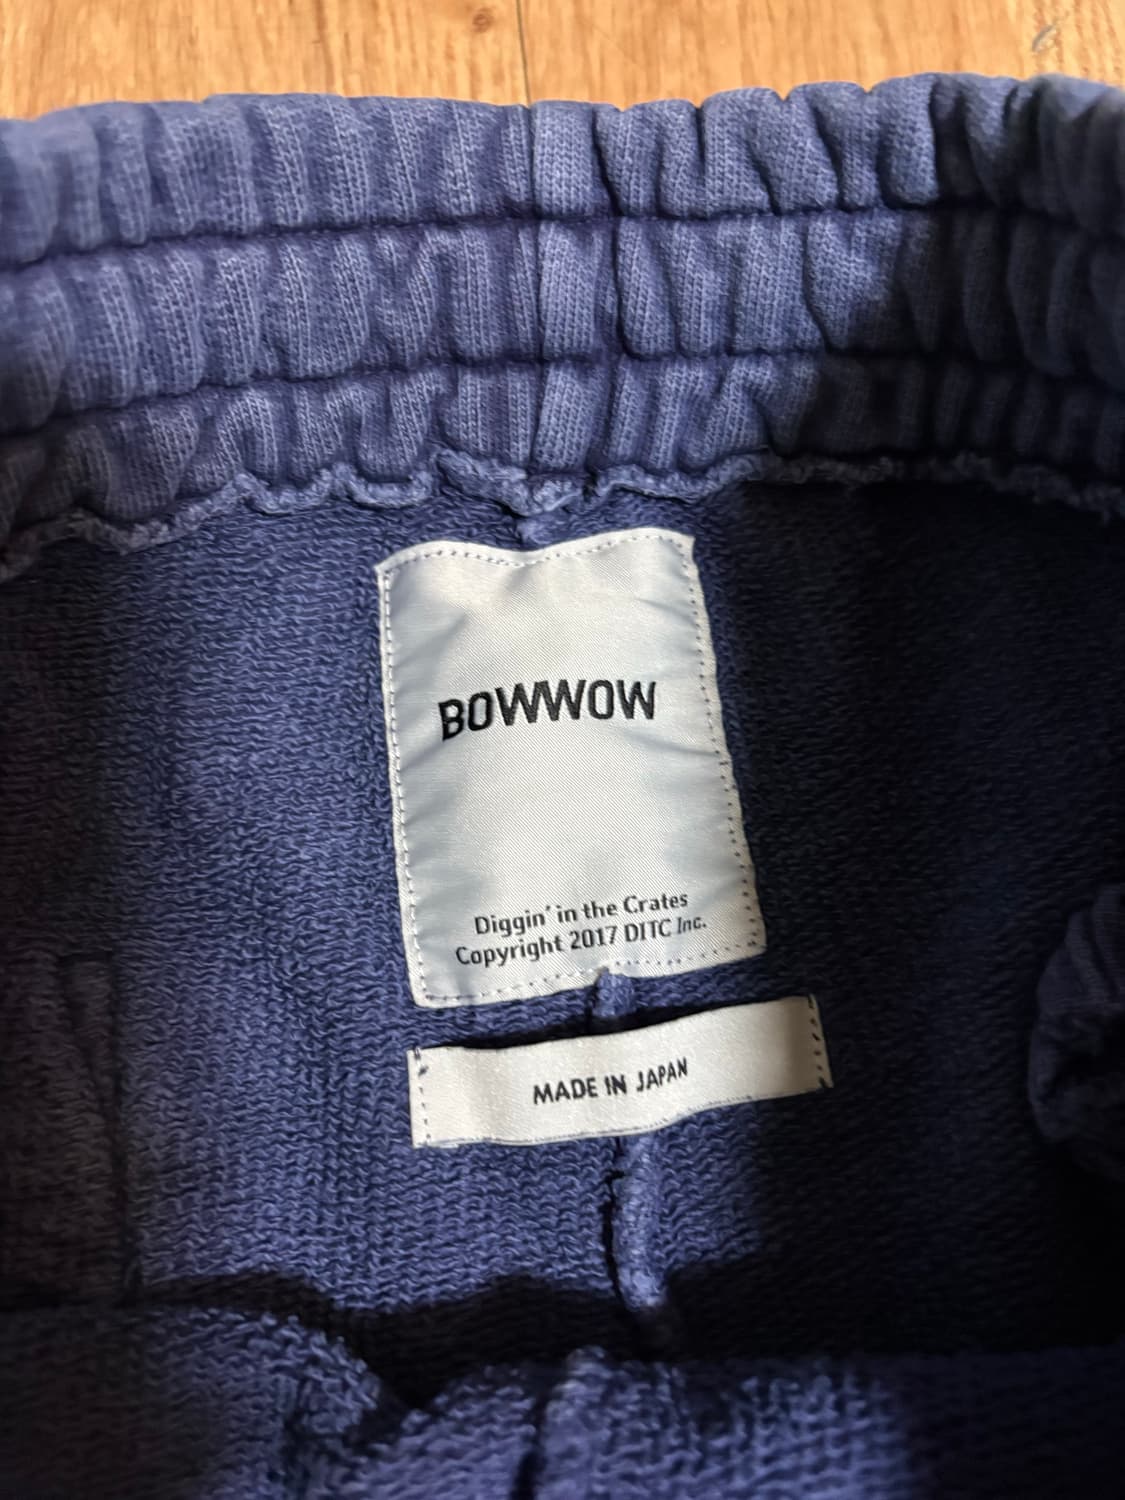 BOWWOW
Diggin' in the Crates
Copyright 2017 DITC Inc.
MADE IN JAPAN